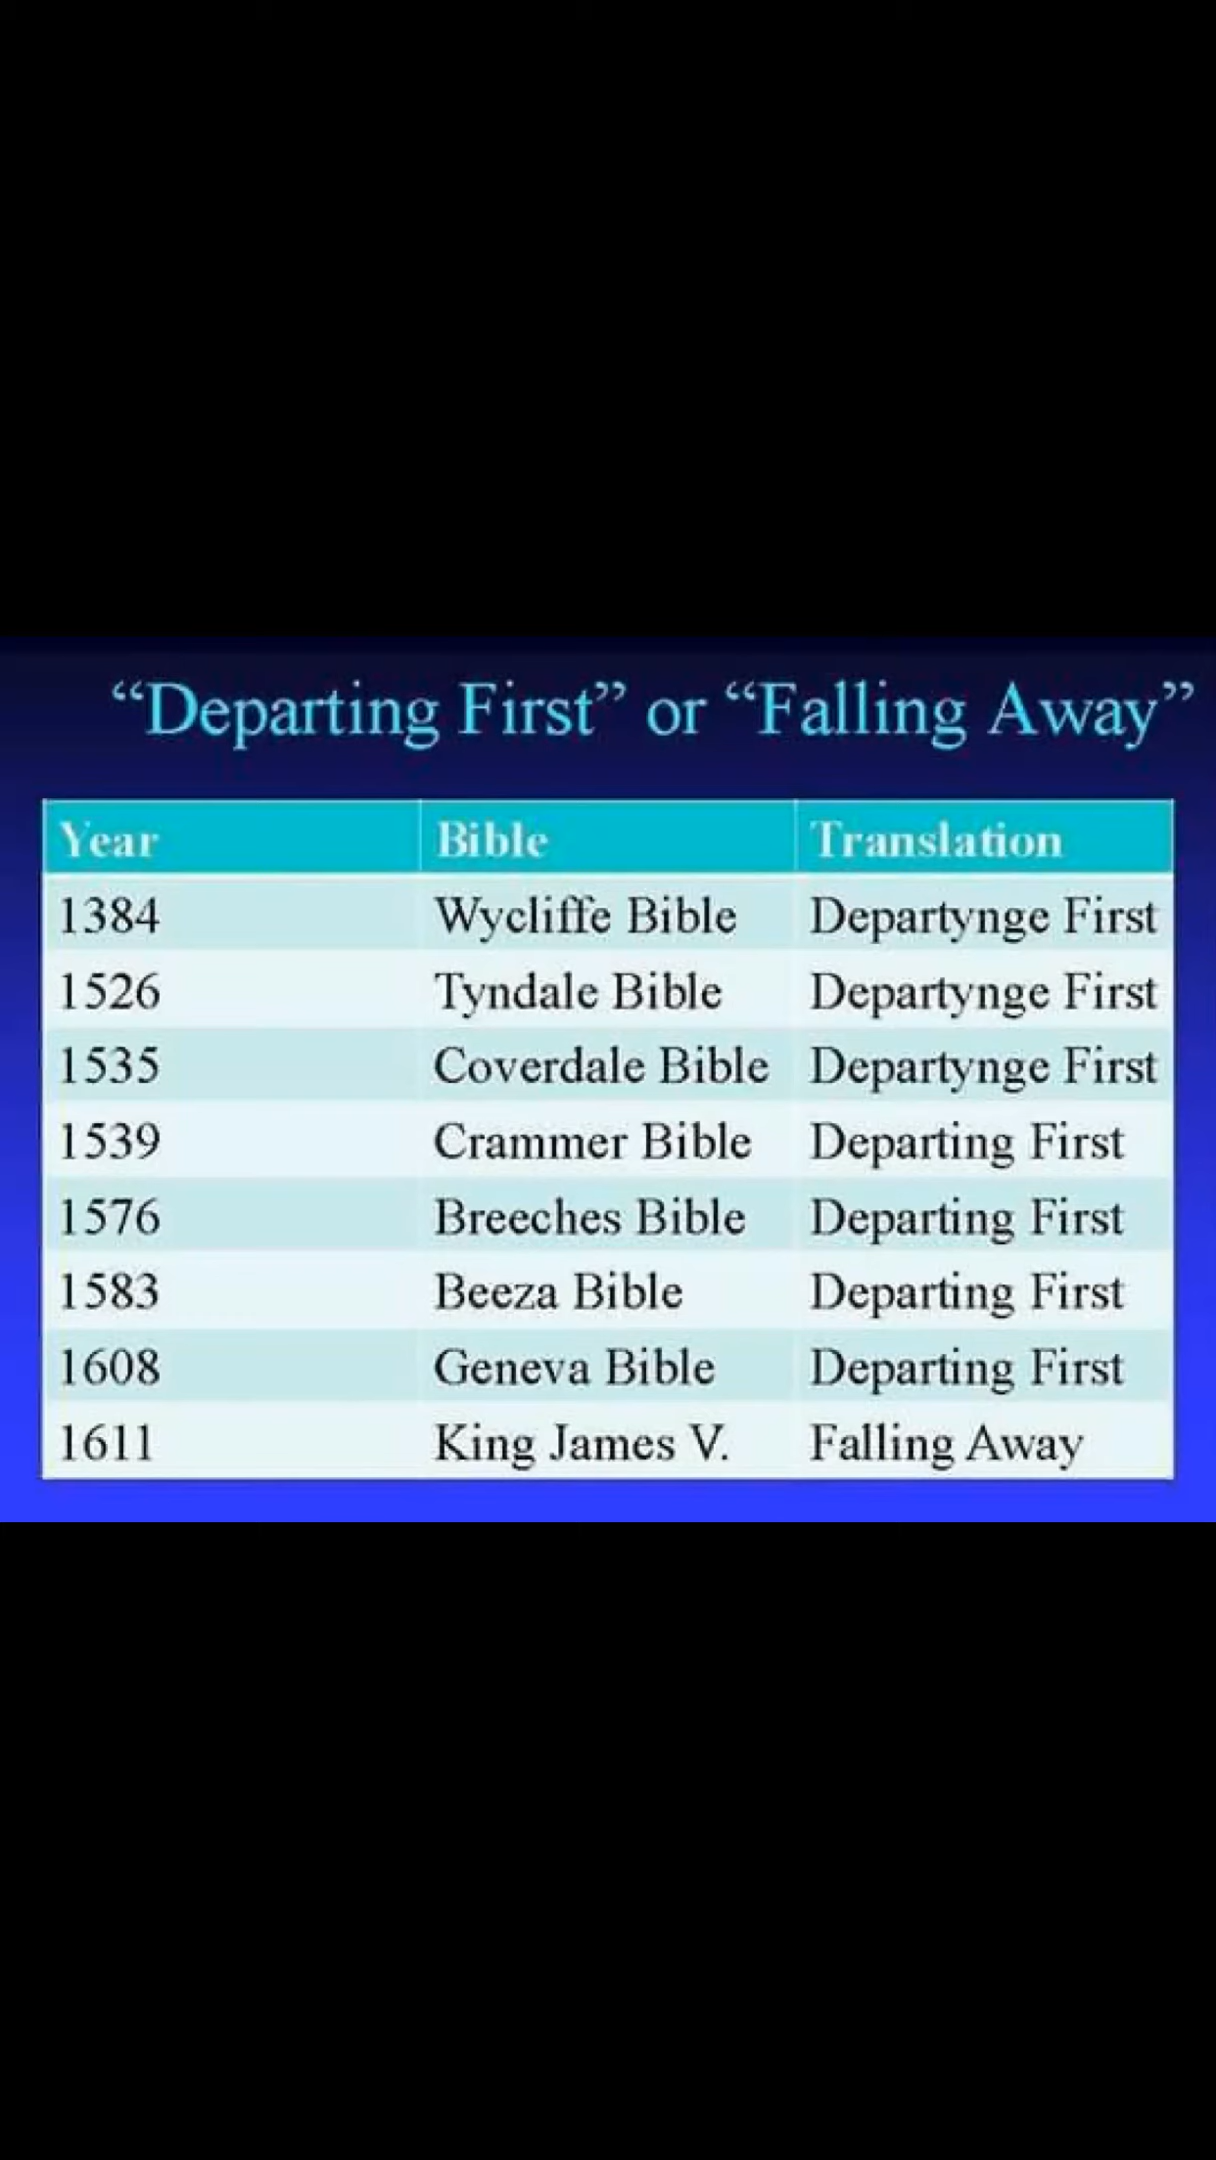 “Departing First” or “Falling Away”
Year Bible Translation
1384 Wycliffe Bible Departynge First
1526 Tyndale Bible Departynge First
1535 Coverdale Bible Departynge First
1539 Crammer Bible Departing First
1576 Breeches Bible Departing First
1583 Beeza Bible Departing First
1608 Geneva Bible Departing First
1611 King James V. Falling Away